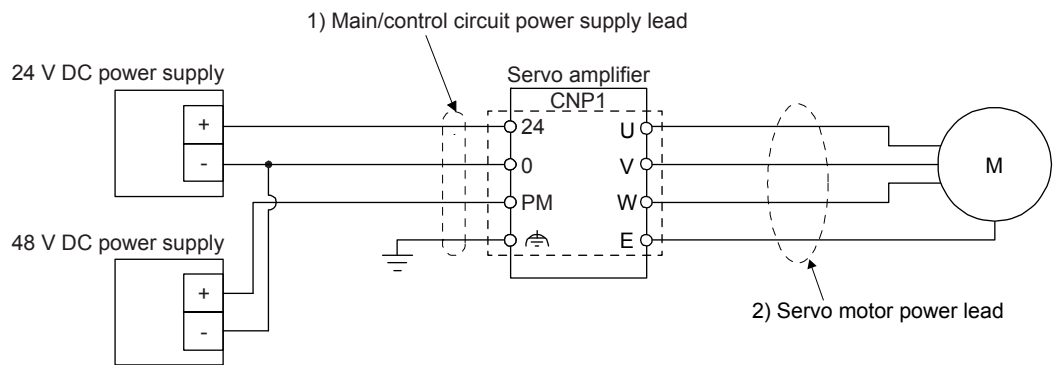 1) Main/control circuit power supply lead
24 V DC power supply
Servo amplifier
CNP1
+
-
24
0
PM
U
V
W
E
M
48 V DC power supply
+
-
2) Servo motor power lead